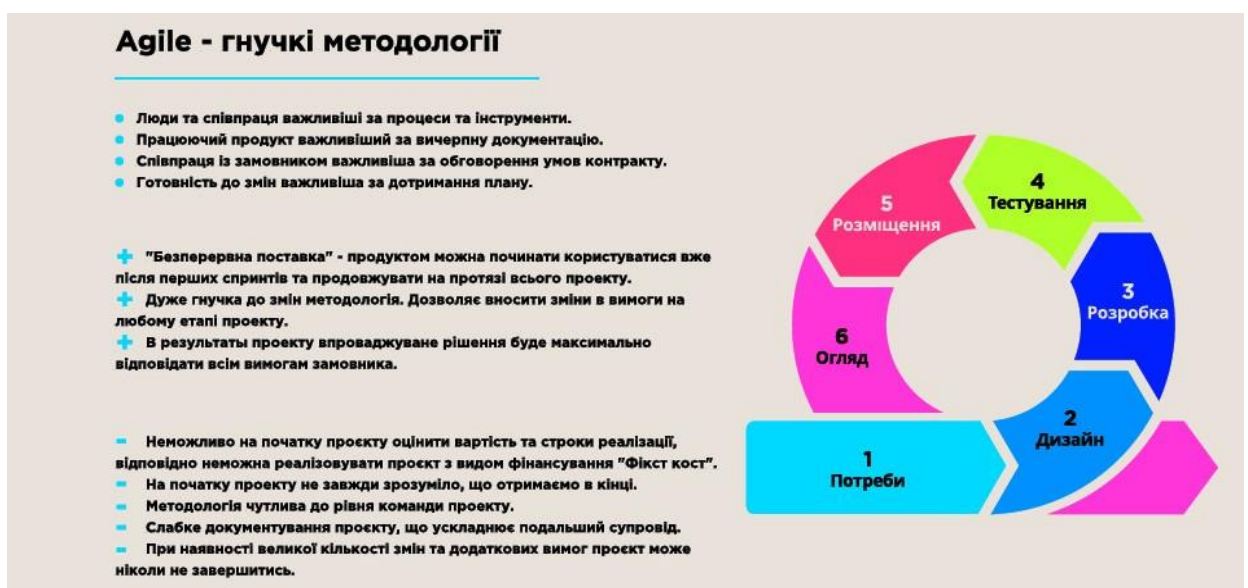 Agile - гнучкі методології
Люди та співпраця важливіші за процеси та інструменти.
Працюючий продукт важливіший за вичерпну документацію.
Співпраця із замовником важливіша за обговорення умов контракту.
Готовність до змін важливіша за дотримання плану.
"Безперервна поставка" - продуктом можна починати користуватися вже
після перших спринтів та продовжувати на протязі всього проекту.
Дуже гнучка до змін методологія. Дозволяє вносити зміни в вимоги на
любому етапі проекту.
В результаты проекту впроваджуване рішення буде максимально
відповідати всім вимогам замовника.
Неможливо на початку проєкту оцінити вартість та строки реалізації,
відповідно неможна реалізовувати проєкт з видом фінансування "Фікст кост".
На початку проекту не завжди зрозуміло, що отримаємо в кінці.
Методологія чутлива до рівня команди проекту.
Слабке документування проєкту, що ускладнює подальший супровід.
При наявності великої кількості змін та додаткових вимог проєкт може
ніколи не завершитись.
1
Потреби
2
Дизайн
3
Розробка
4
Тестування
5
Розміщення
6
Огляд